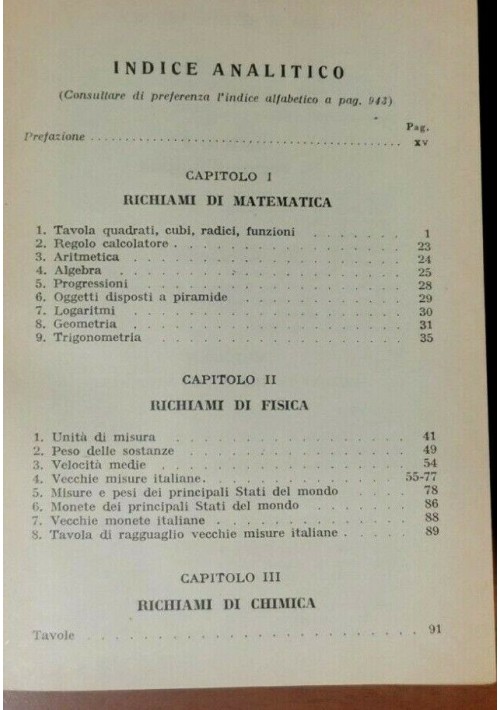 INDICE ANALITICO
(Consultare di preferenza l'indice alfabetico a pag. 943)
Pag.
Prefazione . . . . . . . . . . . . . . . . . . . . xv
CAPITOLO I
RICHIAMI DI MATEMATICA
1. Tavola quadrati, cubi, radici, funzioni . . . . . . . 1
2. Regolo calcolatore . . . . . . . . . . . . . . . 23
3. Aritmetica . . . . . . . . . . . . . . . . . 24
4. Algebra . . . . . . . . . . . . . . . . . . 25
5. Progressioni . . . . . . . . . . . . . . . . . 28
6. Oggetti disposti a piramide . . . . . . . . . . . 29
7. Logaritmi . . . . . . . . . . . . . . . . . 30
8. Geometria . . . . . . . . . . . . . . . . . 31
9. Trigonometria . . . . . . . . . . . . . . . . 35
CAPITOLO II
RICHIAMI DI FISICA
1. Unità di misura . . . . . . . . . . . . . . 41
2. Peso delle sostanze . . . . . . . . . . . . . 49
3. Velocità medie . . . . . . . . . . . . . . . 54
4. Vecchie misure italiane. . . . . . . . . . . . 55-77
5. Misure e pesi dei principali Stati del mondo . . . . 78
6. Monete dei principali Stati del mondo . . . . . . 86
7. Vecchie monete italiane . . . . . . . . . . . 88
8. Tavola di ragguaglio vecchie misure italiane . . . . 89
CAPITOLO III
RICHIAMI DI CHIMICA
Tavole . . . . . . . . . . . . . . . . . . . . 91